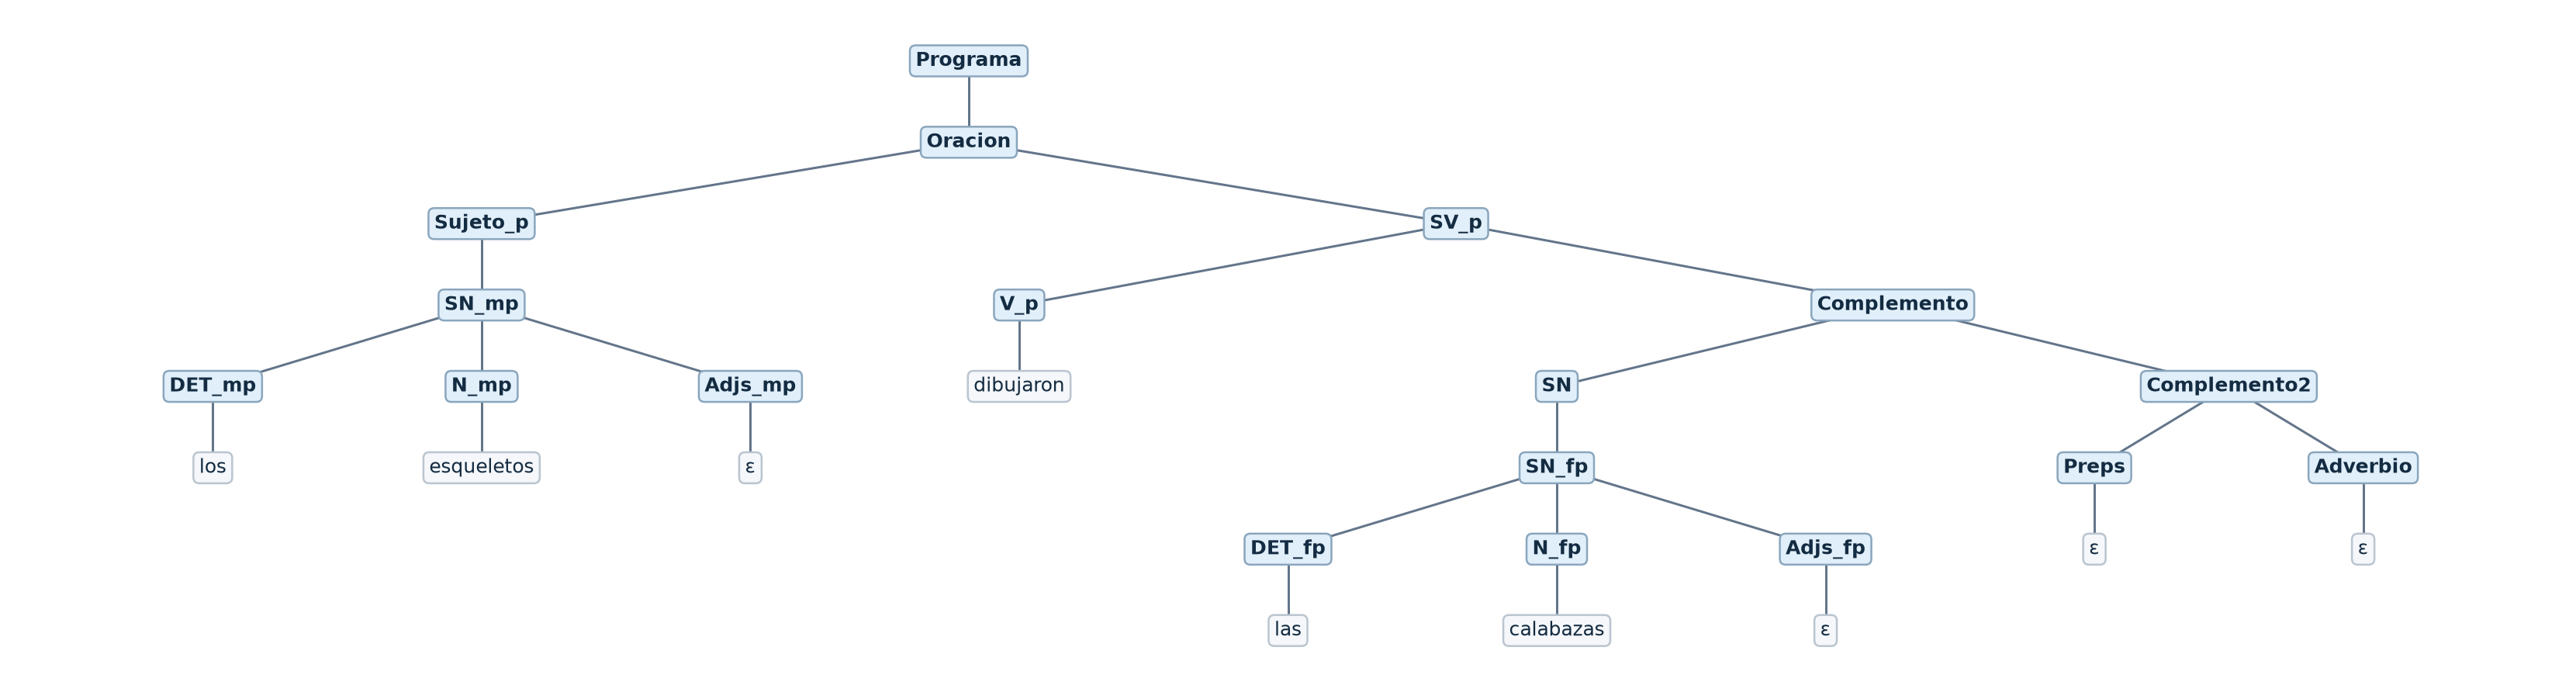 Programa
Oracion
Sujeto_p SV_p
SN_mp V_p Complemento
DET_mp N_mp Adjs_mp dibujaron SN Complemento2
los esqueletos ε SN_fp Preps Adverbio
DET_fp N_fp Adjs_fp ε ε
las calabazas ε